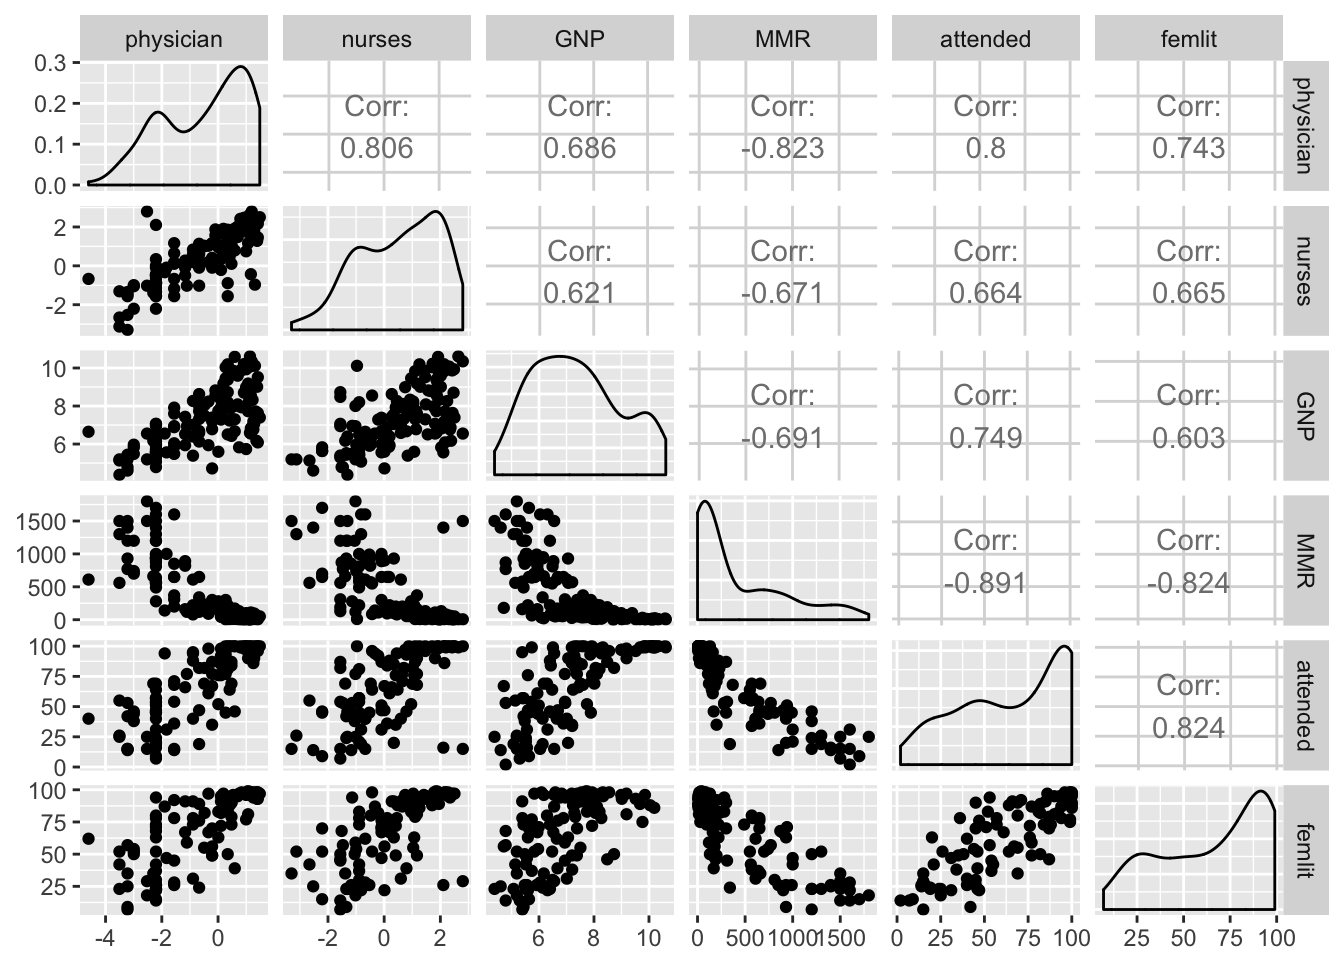 physician nurses GNP MMR attended femlit
0.3
0.2
0.1
0.0
Corr:
0.806
Corr:
0.686
Corr:
-0.823
Corr:
0.8
Corr:
0.743
physician
2
0
-2
Corr:
0.621
Corr:
-0.671
Corr:
0.664
Corr:
0.665
nurses
10
8
6
Corr:
-0.691
Corr:
0.749
Corr:
0.603
GNP
1500
1000
500
0
Corr:
-0.891
Corr:
-0.824
MMR
100
75
50
25
0
Corr:
0.824
attended
100
75
50
25
femlit
-4 0 -2 0 2 6 8 10 0 500 1000 1500 0 25 50 75 100 25 50 75 100